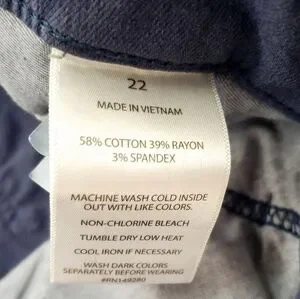 22
MADE IN VIETNAM
58% COTTON 39% RAYON
3% SPANDEX
MACHINE WASH COLD INSIDE
OUT WITH LIKE COLORS.
NON-CHLORINE BLEACH
TUMBLE DRY LOW HEAT
COOL IRON IF NECESSARY
WASH DARK COLORS
SEPARATELY BEFORE WEARING
#RN149280